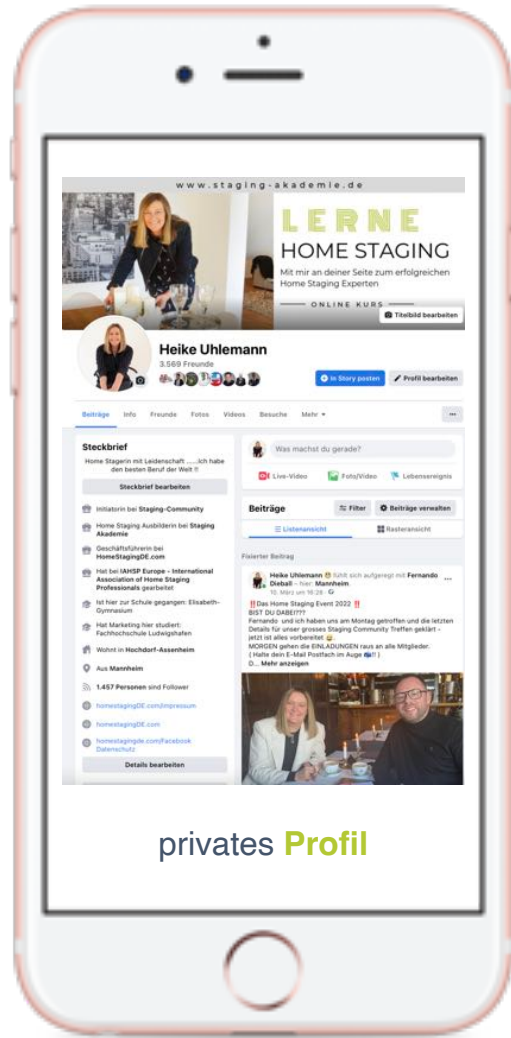 www.staging-akademie.de
LERNE
HOME STAGING
Mit mir an deiner Seite zum erfolgreichen
Home Staging Experten
ONLINE KURS
Titelbild bearbeiten
Heike Uhlemann
3.569 Freunde
In Story posten
Profil bearbeiten
Beiträge Info Freunde Fotos Videos Besuche Mehr
Steckbrief
Home Stagerin mit Leidenschaft ......Ich habe
den besten Beruf der Welt !!
Steckbrief bearbeiten
Initiatorin bei Staging-Community
Home Staging Ausbilderin bei Staging
Akademie
Geschäftsführerin bei
HomeStagingDE.com
Hat bei IAHSP Europe - International
Association of Home Staging
Professionals gearbeitet
Ist hier zur Schule gegangen: Elisabeth-
Gymnasium
Hat Marketing hier studiert:
Fachhochschule Ludwigshafen
Wohnt in Hochdorf-Assenheim
Aus Mannheim
1.457 Personen sind Follower
homestagingDE.com/impressum
homestagingDE.com
homestagingde.com/Facebook
Datenschutz
Details bearbeiten
Was machst du gerade?
Live-Video Foto/Video Lebensereignis
Beiträge Filter Beiträge verwalten
Listenansicht Rasteransicht
Fixierter Beitrag
Heike Uhlemann 😁 fühlt sich aufgeregt mit Fernando
Dieball - hier: Mannheim.
10. März um 16:28
‼️Das Home Staging Event 2022 ‼️
BIST DU DABEI???
Fernando und ich haben uns am Montag getroffen und die letzten
Details für unser grosses Staging Community Treffen geklärt -
jetzt ist alles vorbereitet
MORGEN gehen die EINLADUNGEN raus an alle Mitglieder.
( Halte dein E-Mail Postfach im Auge ‼️ )
D... Mehr anzeigen
privates Profil